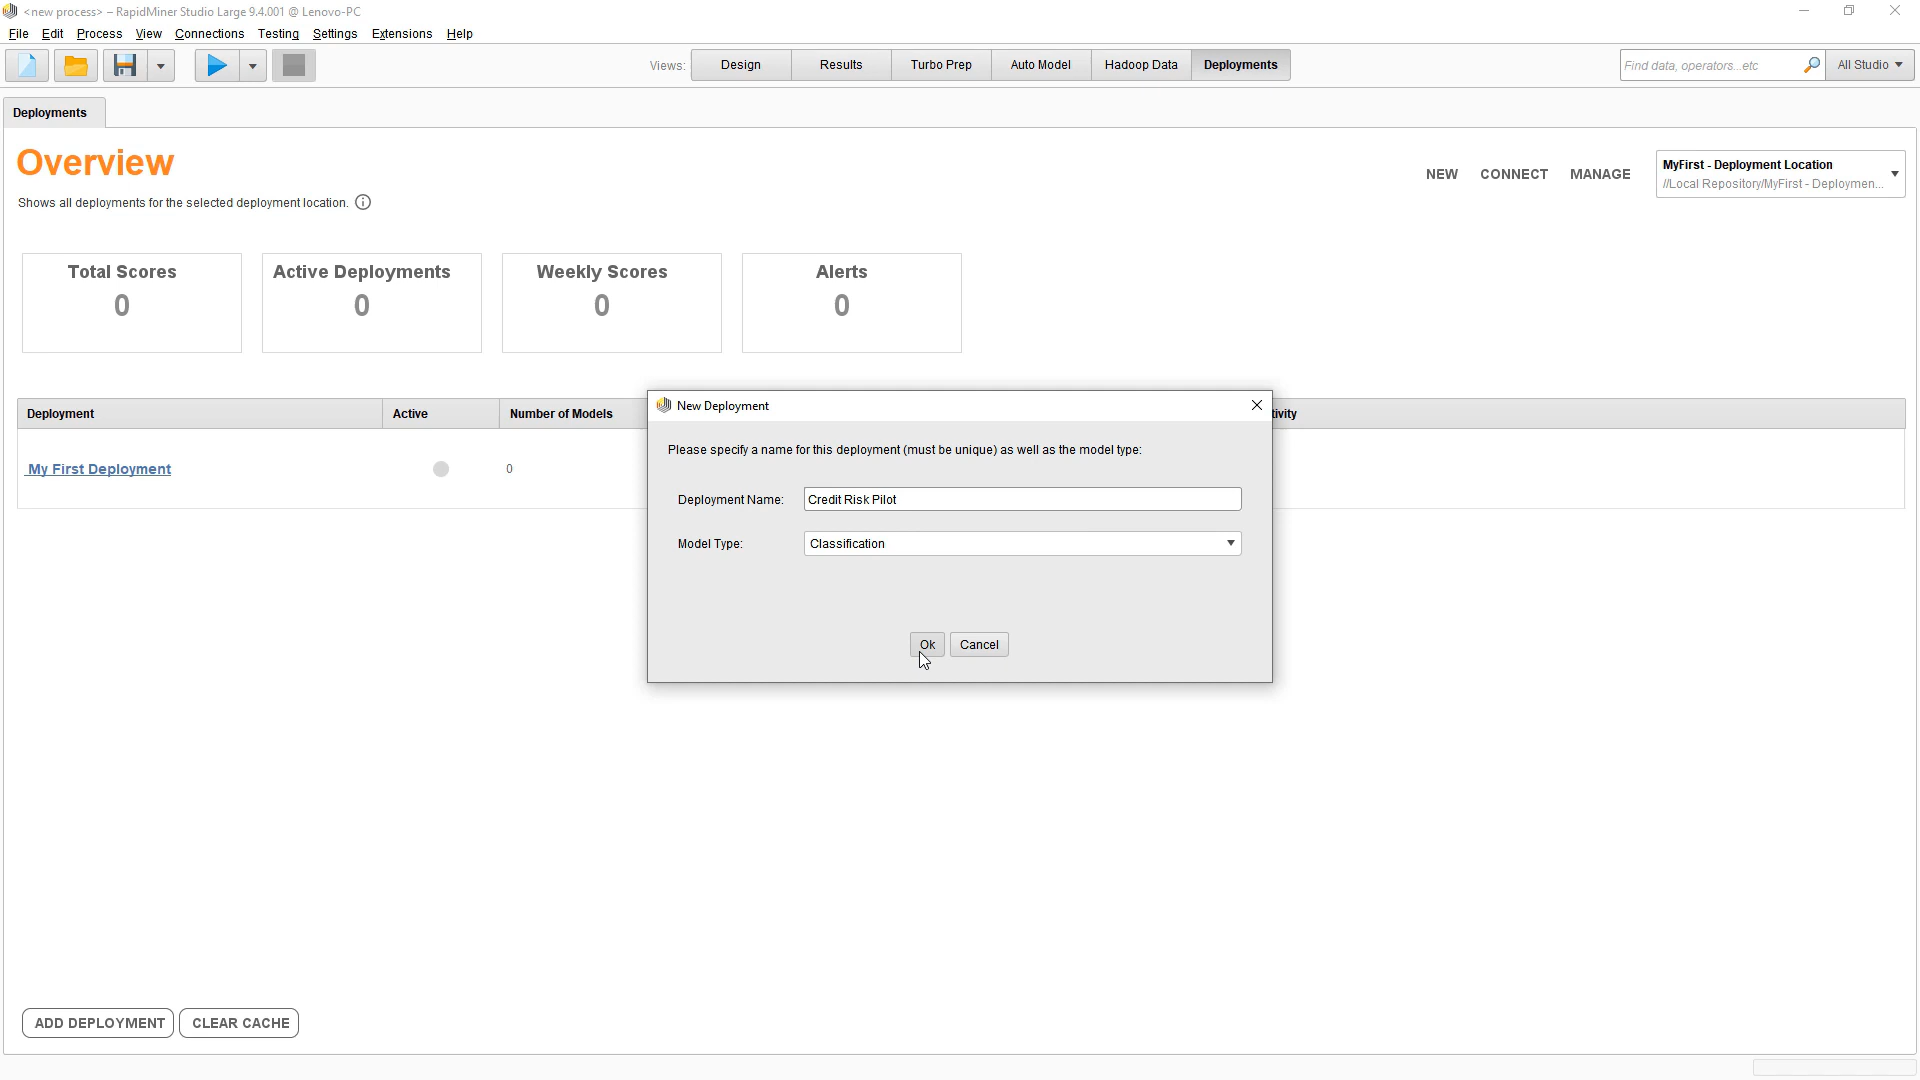 <new process> – RapidMiner Studio Large 9.4.001 @ Lenovo-PC
File Edit Process View Connections Testing Settings Extensions Help
Views: Design Results Turbo Prep Auto Model Hadoop Data Deployments
Find data, operators...etc All Studio
Deployments
Overview
NEW CONNECT MANAGE
MyFirst - Deployment Location
//Local Repository/MyFirst - Deploymen...
Shows all deployments for the selected deployment location.
Total Scores Active Deployments Weekly Scores Alerts
0 0 0 0
Deployment Active Number of Models tivity
My First Deployment 0
New Deployment
Please specify a name for this deployment (must be unique) as well as the model type:
Deployment Name: Credit Risk Pilot
Model Type: Classification
Ok Cancel
ADD DEPLOYMENT CLEAR CACHE